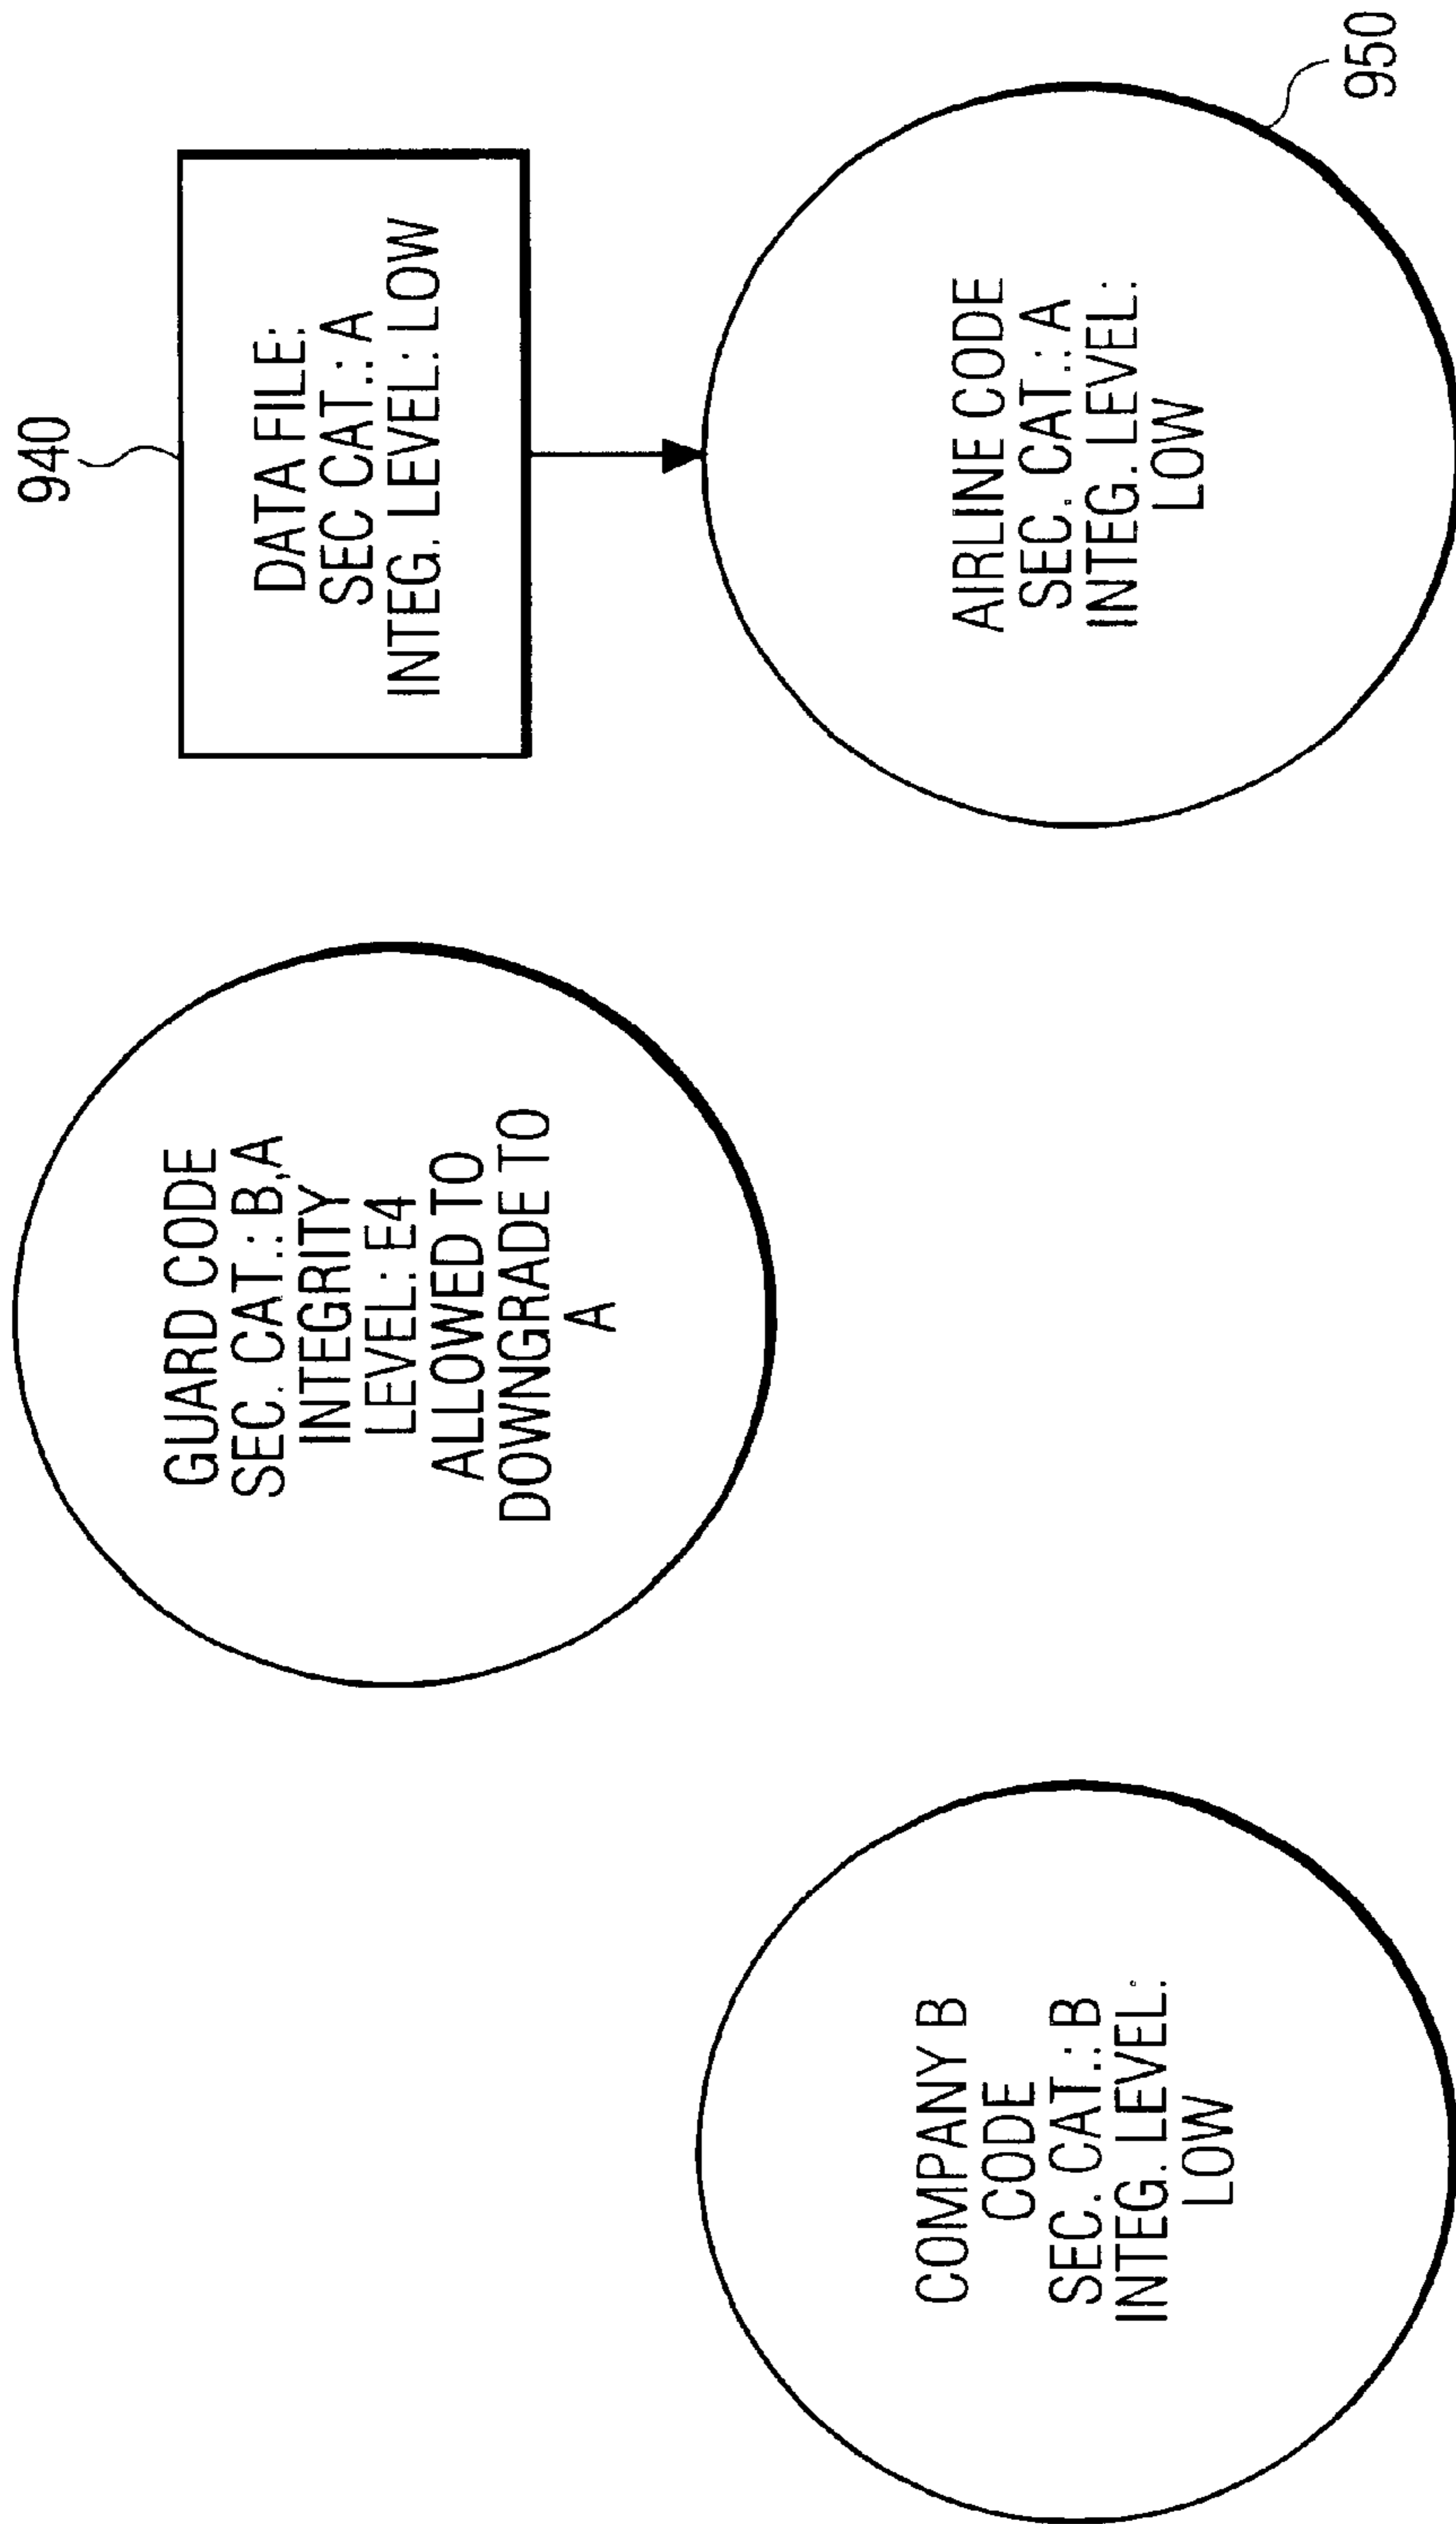 COMPANY B
CODE
SEC. CAT.: B
INTEG. LEVEL:
LOW
GUARD CODE
SEC. CAT.: B,A
INTEGRITY
LEVEL: E4
ALLOWED TO
DOWNGRADE TO
A
940
DATA FILE:
SEC CAT.: A
INTEG. LEVEL: LOW
AIRLINE CODE
SEC. CAT.: A
INTEG. LEVEL:
LOW
950